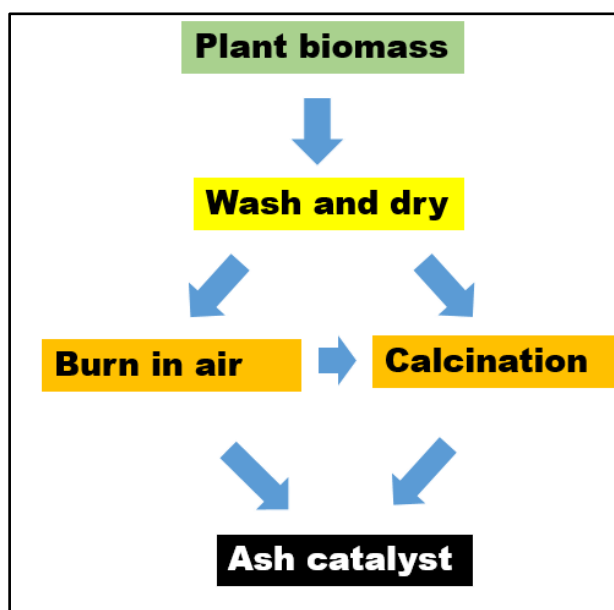 Plant biomass
Wash and dry
Burn in air
Calcination
Ash catalyst